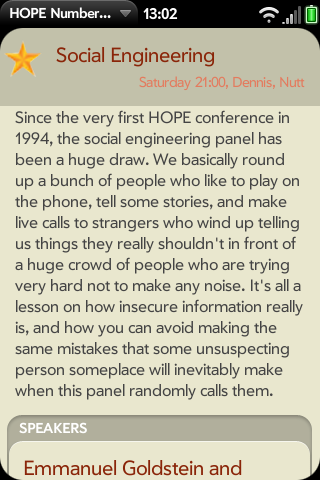 HOPE Number... 13:02
Social Engineering
Saturday 21:00, Dennis, Nutt
Since the very first HOPE conference in
1994, the social engineering panel has
been a huge draw. We basically round
up a bunch of people who like to play on
the phone, tell some stories, and make
live calls to strangers who wind up telling
us things they really shouldn't in front of
a huge crowd of people who are trying
very hard not to make any noise. It's all a
lesson on how insecure information really
is, and how you can avoid making the
same mistakes that some unsuspecting
person someplace will inevitably make
when this panel randomly calls them.
SPEAKERS
Emmanuel Goldstein and